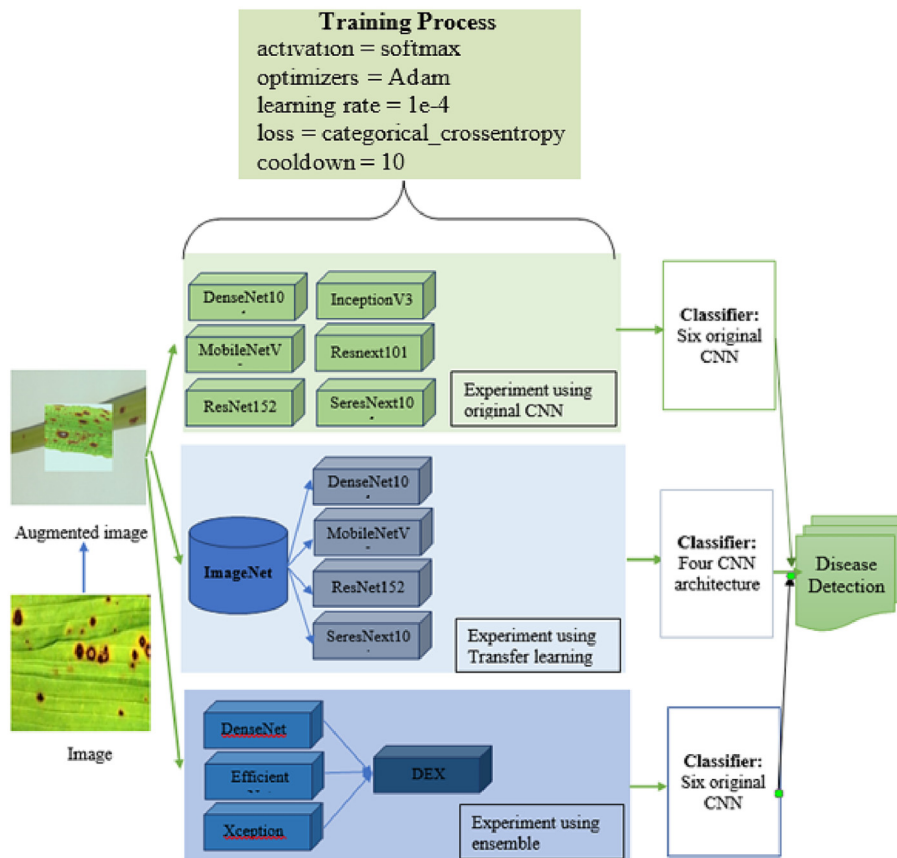 Training Process
activation = softmax
optimizers = Adam
learning rate = 1e-4
loss = categorical_crossentropy
cooldown = 10
DenseNet10
InceptionV3
MobileNetV
Resnext101
ResNet152
SeresNext10
Experiment using
original CNN
Classifier:
Six original
CNN
Augmented image
Image
ImageNet
DenseNet10
MobileNetV
ResNet152
SeresNext10
Experiment using
Transfer learning
Classifier:
Four CNN
architecture
Disease
Detection
DenseNet
Efficient
Xception
DEX
Experiment using
ensemble
Classifier:
Six original
CNN